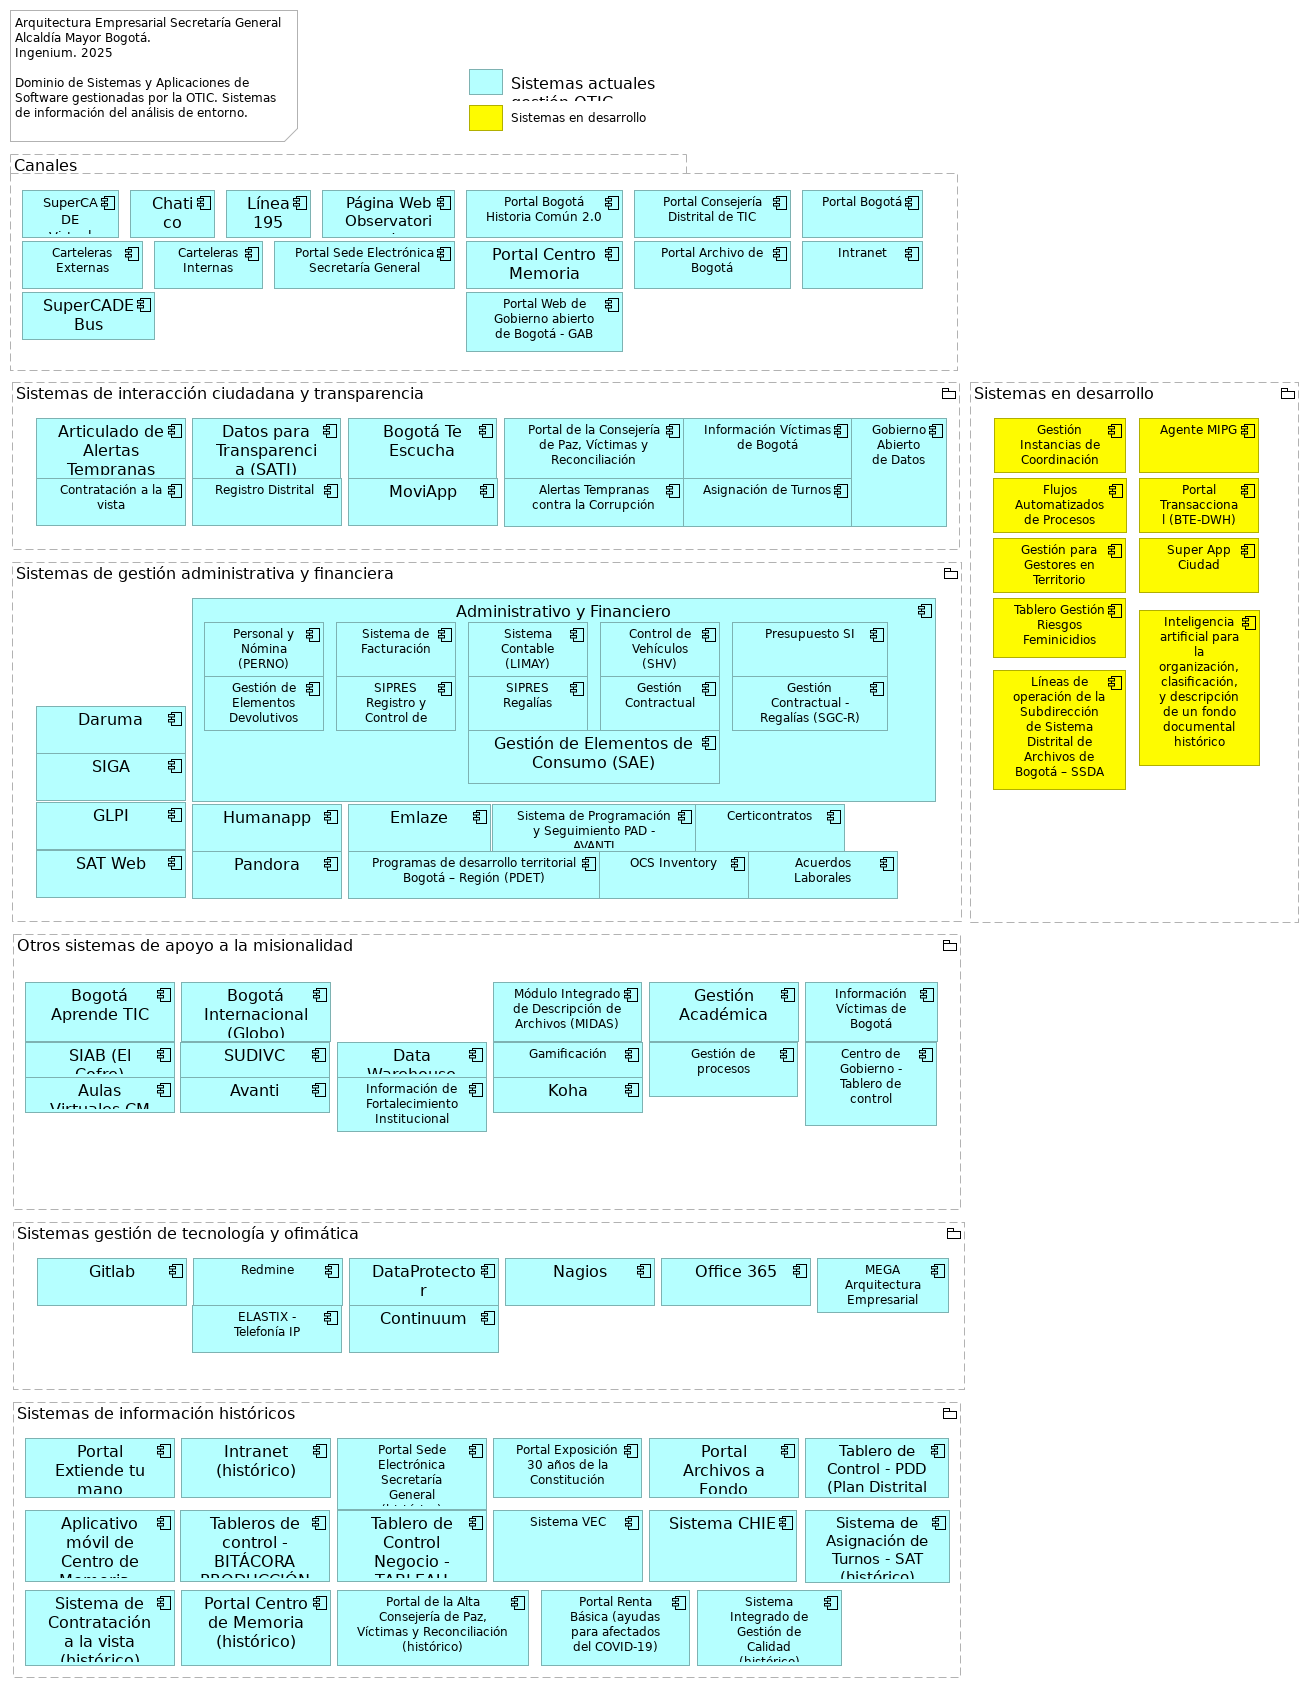 Arquitectura Empresarial Secretaría General
Alcaldía Mayor Bogotá.
Ingenium. 2025
Dominio de Sistemas y Aplicaciones de
Software gestionadas por la OTIC. Sistemas
de información del análisis de entorno.
Sistemas actuales
gestión OTIC
Sistemas en desarrollo
Canales
SuperCA
DE
Virtual
Chati
co
Línea
195
Página Web
Observatori
Portal Bogotá
Historia Común 2.0
Portal Consejería
Distrital de TIC
Portal Bogotá
Carteleras
Externas
Carteleras
Internas
Portal Sede Electrónica
Secretaría General
Portal Centro
Memoria
Portal Archivo de
Bogotá
Intranet
SuperCADE
Bus
Portal Web de
Gobierno abierto
de Bogotá - GAB
Sistemas de interacción ciudadana y transparencia
Articulado de
Alertas
Tempranas
Datos para
Transparenci
a (SATI)
Bogotá Te
Escucha
Portal de la Consejería
de Paz, Víctimas y
Reconciliación
Información Víctimas
de Bogotá
Gobierno
Abierto
de Datos
Contratación a la
vista
Registro Distrital
MoviApp
Alertas Tempranas
contra la Corrupción
Asignación de Turnos
Sistemas en desarrollo
Gestión
Instancias de
Coordinación
Agente MIPG
Flujos
Automatizados
de Procesos
Portal
Transacciona
l (BTE-DWH)
Gestión para
Gestores en
Territorio
Super App
Ciudad
Tablero Gestión
Riesgos
Feminicidios
Inteligencia
artificial para
la
organización,
clasificación,
y descripción
de un fondo
documental
histórico
Líneas de
operación de la
Subdirección
de Sistema
Distrital de
Archivos de
Bogotá – SSDA
Sistemas de gestión administrativa y financiera
Administrativo y Financiero
Personal y
Nómina
(PERNO)
Sistema de
Facturación
Sistema
Contable
(LIMAY)
Control de
Vehículos
(SHV)
Presupuesto SI
Gestión de
Elementos
Devolutivos
SIPRES
Registro y
Control de
SIPRES
Regalías
Gestión
Contractual
Gestión
Contractual -
Regalías (SGC-R)
Gestión de Elementos de
Consumo (SAE)
Daruma
SIGA
GLPI
SAT Web
Humanapp
Emlaze
Sistema de Programación
y Seguimiento PAD -
AVANTI
Certicontratos
Pandora
Programas de desarrollo territorial
Bogotá – Región (PDET)
OCS Inventory
Acuerdos
Laborales
Otros sistemas de apoyo a la misionalidad
Bogotá
Aprende TIC
Bogotá
Internacional
(Globo)
Módulo Integrado
de Descripción de
Archivos (MIDAS)
Gestión
Académica
Información
Víctimas de
Bogotá
SIAB (El
Cofre)
SUDIVC
Data
Warehouse
Gamificación
Gestión de
procesos
Centro de
Gobierno -
Tablero de
control
Aulas
Virtuales CM
Avanti
Información de
Fortalecimiento
Institucional
Koha
Sistemas gestión de tecnología y ofimática
Gitlab
Redmine
DataProtecto
r
Nagios
Office 365
MEGA
Arquitectura
Empresarial
ELASTIX -
Telefonía IP
Continuum
Sistemas de información históricos
Portal
Extiende tu
mano
Intranet
(histórico)
Portal Sede
Electrónica
Secretaría
General
(histórico)
Portal Exposición
30 años de la
Constitución
Portal
Archivos a
Fondo
Tablero de
Control - PDD
(Plan Distrital
Aplicativo
móvil de
Centro de
Memoria
Tableros de
control -
BITÁCORA
PRODUCCIÓN
Tablero de
Control
Negocio -
TABLEAU
Sistema VEC
Sistema CHIE
Sistema de
Asignación de
Turnos - SAT
(histórico)
Sistema de
Contratación
a la vista
(histórico)
Portal Centro
de Memoria
(histórico)
Portal de la Alta
Consejería de Paz,
Víctimas y Reconciliación
(histórico)
Portal Renta
Básica (ayudas
para afectados
del COVID-19)
Sistema
Integrado de
Gestión de
Calidad
(histórico)